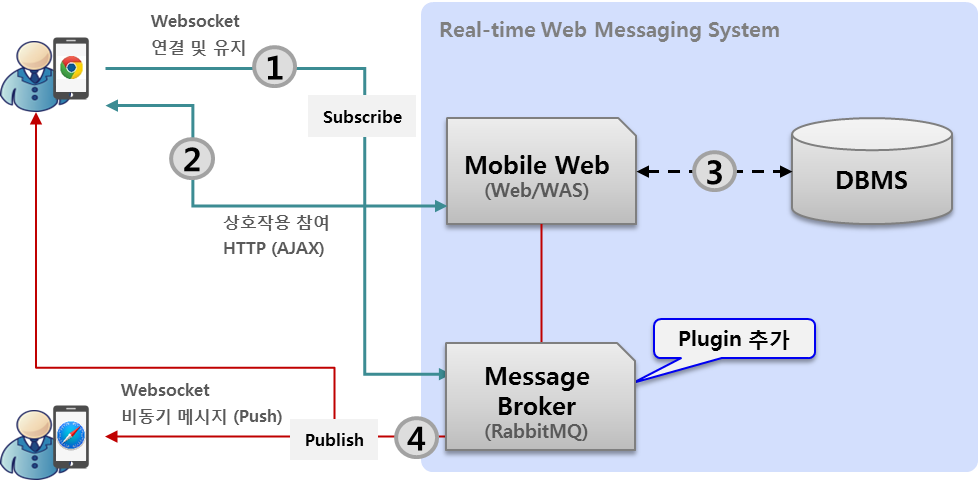 Websocket
연결 및 유지
1
Real-time Web Messaging System
Subscribe
2
Mobile Web
(Web/WAS)
3
DBMS
상호작용 참여
HTTP (AJAX)
Plugin 추가
Message
Broker
(RabbitMQ)
Websocket
비동기 메시지 (Push)
Publish
4